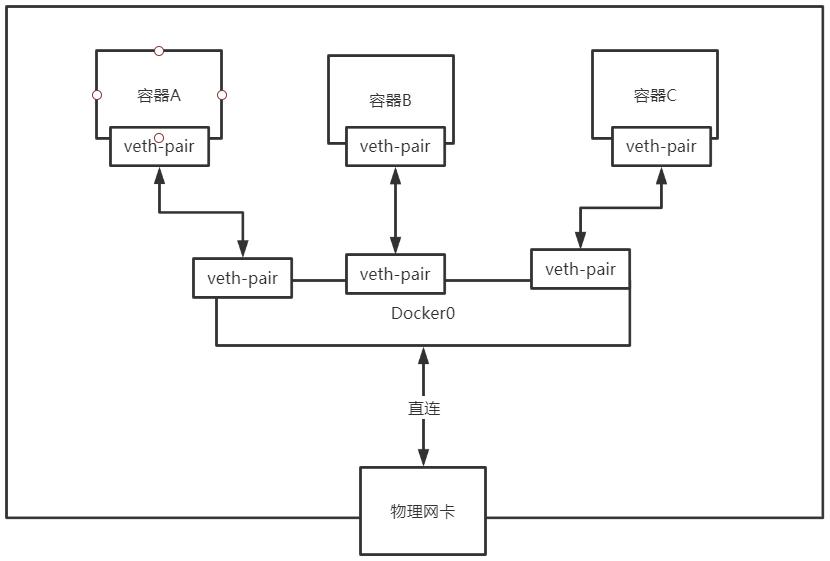 容器A
容器B
容器C
veth-pair
veth-pair
veth-pair
veth-pair
veth-pair
veth-pair
Docker0
直连
物理网卡